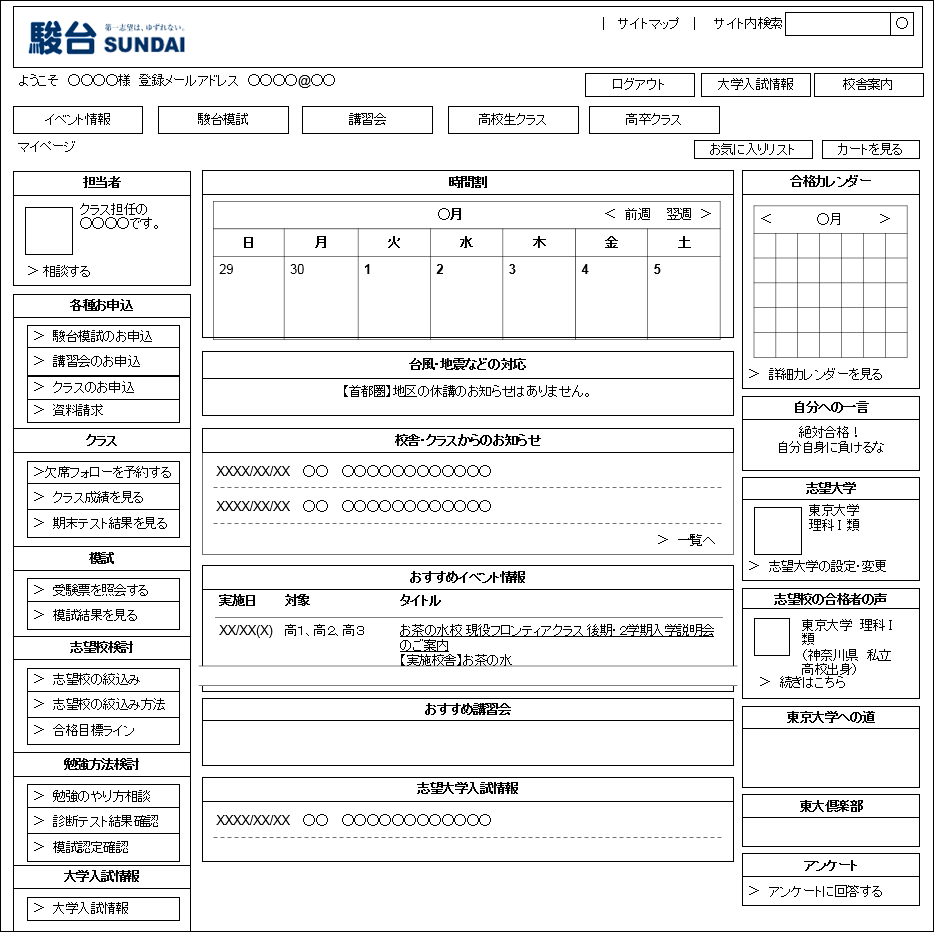 駿台 第一志望は、ゆずれない。 SUNDAI
｜ サイトマップ ｜ サイト内検索 ○
ようこそ 〇〇〇〇様 登録メールアドレス 〇〇〇〇@〇〇
ログアウト 大学入試情報 校舎案内
イベント情報 駿台模試 講習会 高校生クラス 高卒クラス
マイページ
お気に入りリスト カートを見る
担当者
クラス担任の
〇〇〇〇です。
＞ 相談する
各種お申込
＞ 駿台模試のお申込
＞ 講習会のお申込
＞ クラスのお申込
＞ 資料請求
クラス
＞欠席フォローを予約する
＞ クラス成績を見る
＞ 期末テスト結果を見る
模試
＞ 受験票を照会する
＞ 模試結果を見る
志望校検討
＞ 志望校の絞込み
＞ 志望校の絞込み方法
＞ 合格目標ライン
勉強方法検討
＞ 勉強のやり方相談
＞ 診断テスト結果確認
＞ 模試認定確認
大学入試情報
＞ 大学入試情報
時間割
〇月 ＜ 前週 翌週 ＞
日 月 火 水 木 金 土
29 30 1 2 3 4 5
台風・地震などの対応
【首都圏】地区の休講のお知らせはありません。
校舎・クラスからのお知らせ
XXXX/XX/XX 〇〇 〇〇〇〇〇〇〇〇〇〇〇〇
XXXX/XX/XX 〇〇 〇〇〇〇〇〇〇〇〇〇〇〇
＞ 一覧へ
おすすめイベント情報
実施日 対象 タイトル
XX/XX(X) 高１、高２、高３ お茶の水校 現役フロンティアクラス 後期・２学期入学説明会
のご案内
【実施校舎】お茶の水
おすすめ講習会
志望大学入試情報
XXXX/XX/XX 〇〇 〇〇〇〇〇〇〇〇〇〇〇〇
合格カレンダー
＜ 〇月 ＞
＞ 詳細カレンダーを見る
自分への一言
絶対合格！
自分自身に負けるな
志望大学
東京大学
理科Ⅰ類
＞ 志望大学の設定・変更
志望校の合格者の声
東京大学 理科Ⅰ
類
（神奈川県 私立
高校出身）
＞ 続きはこちら
東京大学への道
東大倶楽部
アンケート
＞ アンケートに回答する